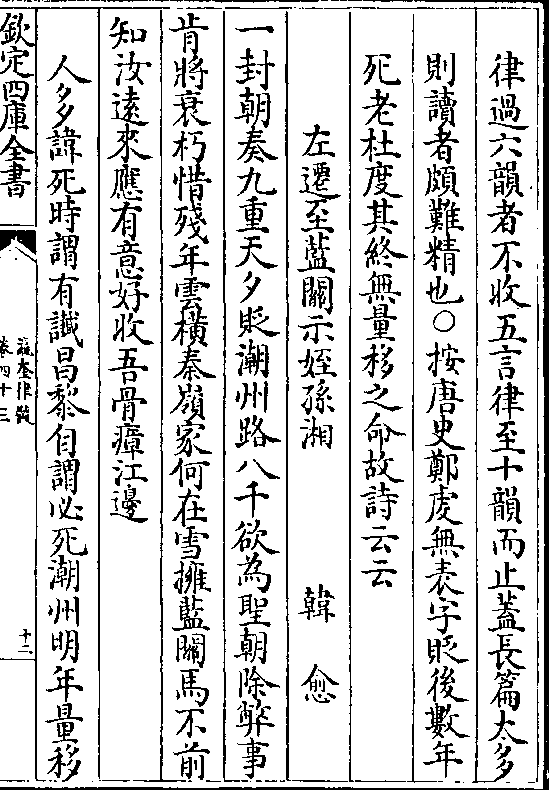 律過六韻者不收五言律至十韻而止蓋長篇太多
則讀者頗難精也○按唐史鄭虔無表字貶後數年
死老杜度其終無量移之命故詩云云
左遷至藍關示姪孫湘
韓愈
一封朝奏九重天夕貶潮州路八千欲為聖朝除弊事
肯將衰朽惜殘年雲橫秦嶺家何在雪擁藍關馬不前
知汝逺來應有意好收吾骨瘴江邊
人多諱死時謂有讖昌黎自謂必死潮州明年量移
欽定四庫全書
瀛奎律髓
卷四十三
十二